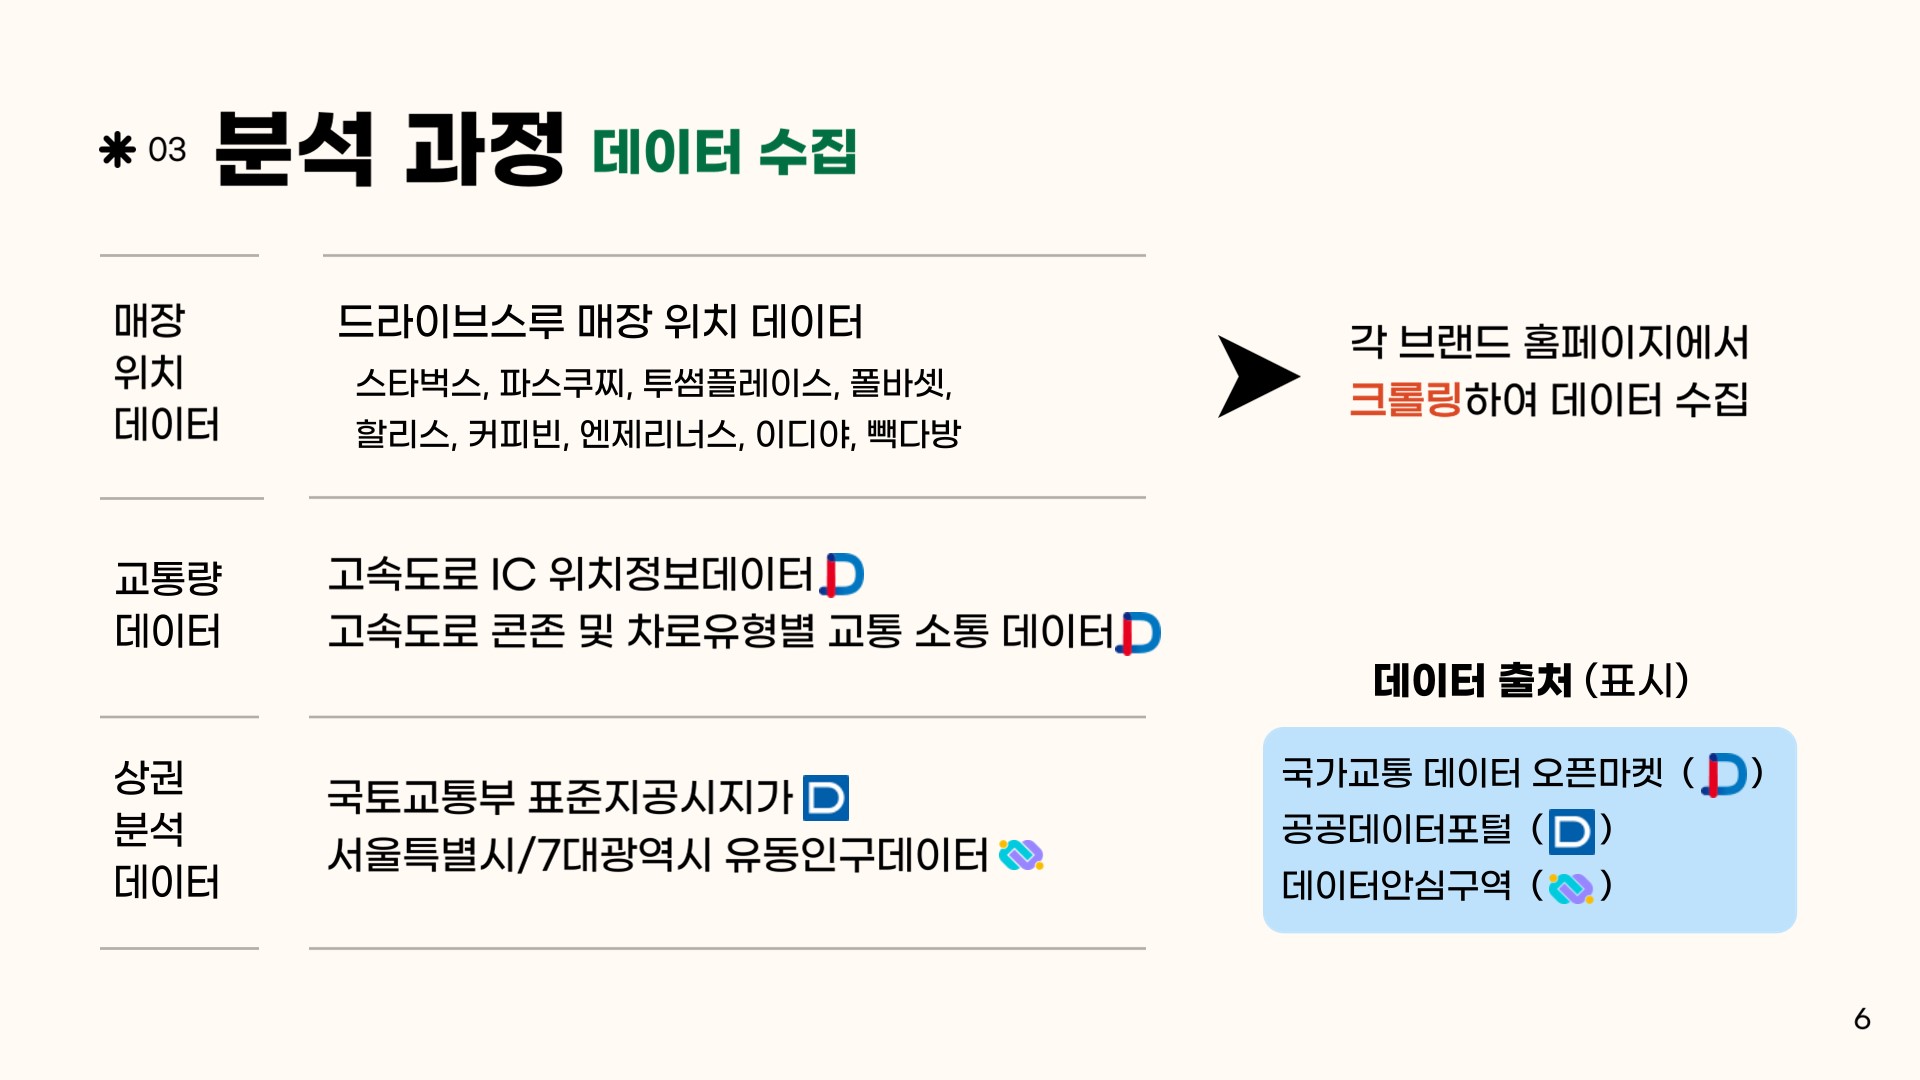 03 분석 과정 데이터 수집
매장
위치
데이터
드라이브스루 매장 위치 데이터
스타벅스, 파스쿠찌, 투썸플레이스, 폴바셋,
할리스, 커피빈, 엔제리너스, 이디야, 빽다방
각 브랜드 홈페이지에서
크롤링하여 데이터 수집
교통량
데이터
고속도로 IC 위치정보데이터
고속도로 콘존 및 차로유형별 교통 소통 데이터
상권
분석
데이터
국토교통부 표준지공시지가
서울특별시/7대광역시 유동인구데이터
데이터 출처 (표시)
국가교통 데이터 오픈마켓 ( )
공공데이터포털 ( )
데이터안심구역 ( )
6